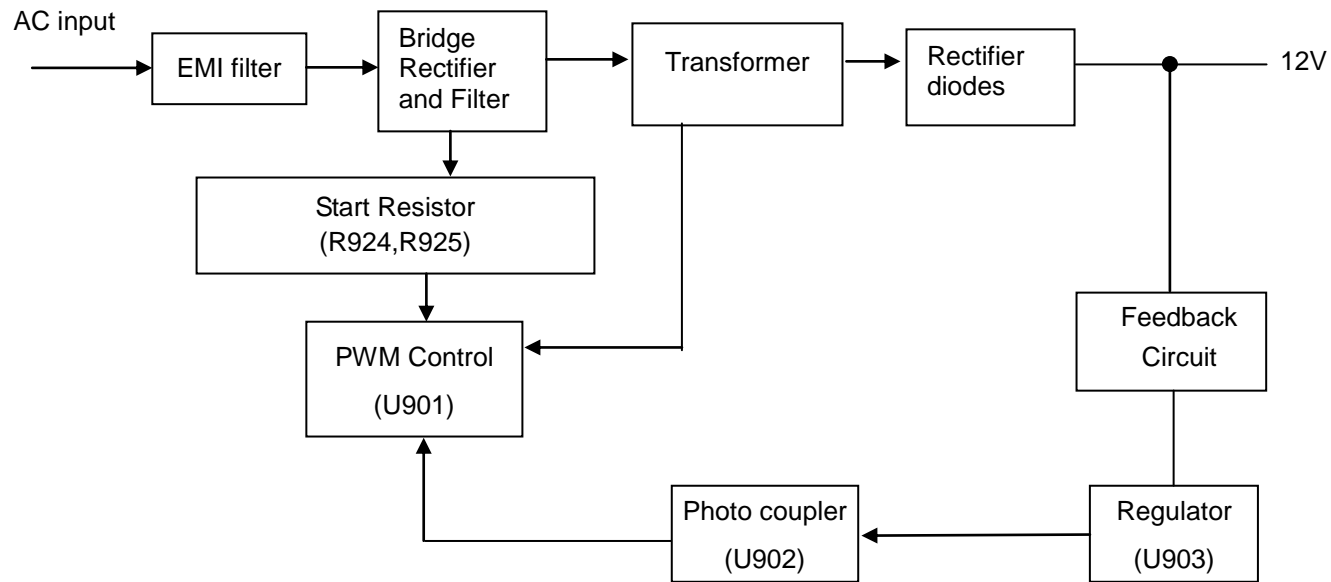 AC input
EMI filter
Bridge
Rectifier
and Filter
Transformer
Rectifier
diodes
12V
Start Resistor
(R924,R925)
PWM Control
(U901)
Feedback
Circuit
Photo coupler
(U902)
Regulator
(U903)